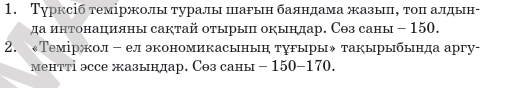 1. Түрксіб теміржолы туралы шағын баяндама жазып, топ алдын-
да интонацияны сақтай отырып оқыңдар. Сөз саны – 150.
2. «Теміржол – ел экономикасының тұғыры» тақырыбында аргу-
ментті эссе жазыңдар. Сөз саны – 150–170.